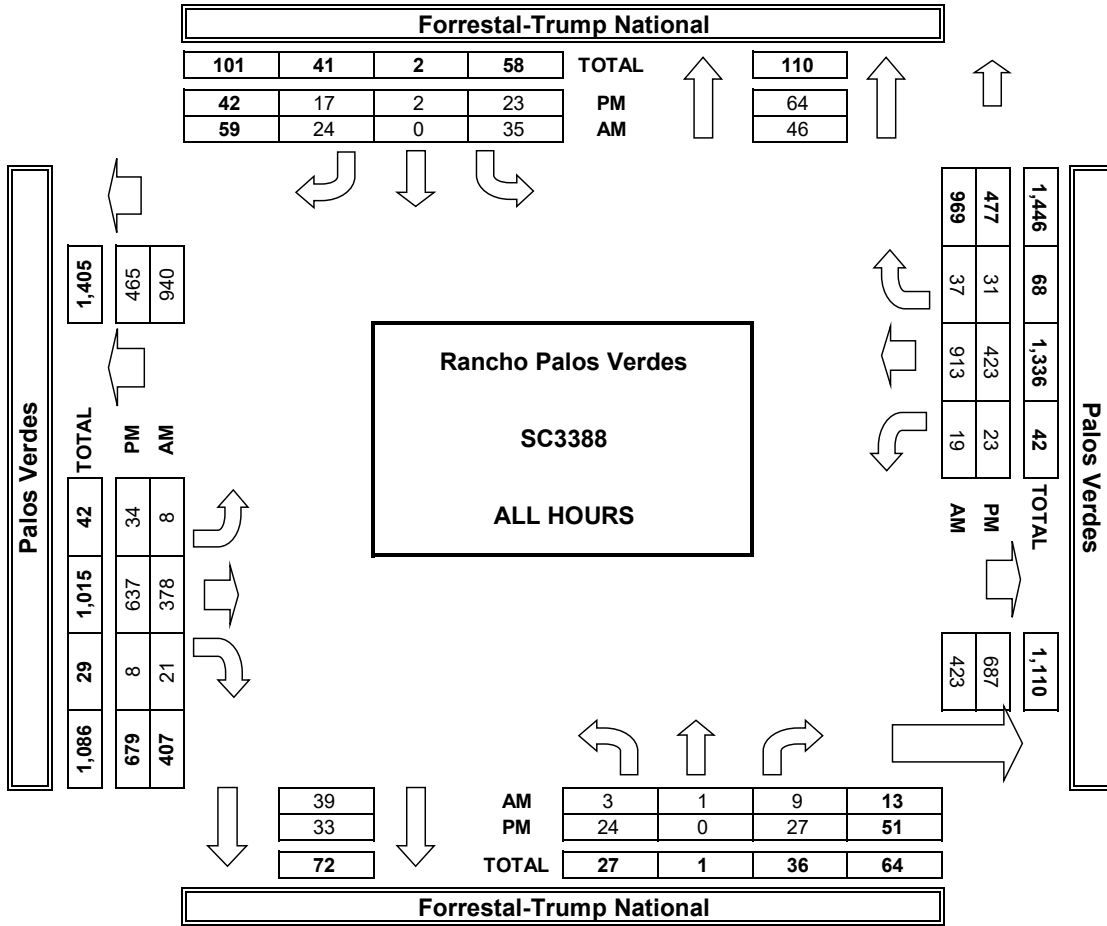 Forrestal-Trump National
101 41 2 58 TOTAL 110
42 17 2 23 PM 64
59 24 0 35 AM 46
Palos Verdes
1,405
465
940
TOTAL
PM
AM
42 1,015 29 1,086
34 637 8 679
8 378 21 407
Rancho Palos Verdes
SC3388
ALL HOURS
1,446 68 1,336 42 TOTAL 1,110
477 31 423 23 PM 687
969 37 913 19 AM 423
Palos Verdes
39 AM 3 1 9 13
33 PM 24 0 27 51
72 TOTAL 27 1 36 64
Forrestal-Trump National